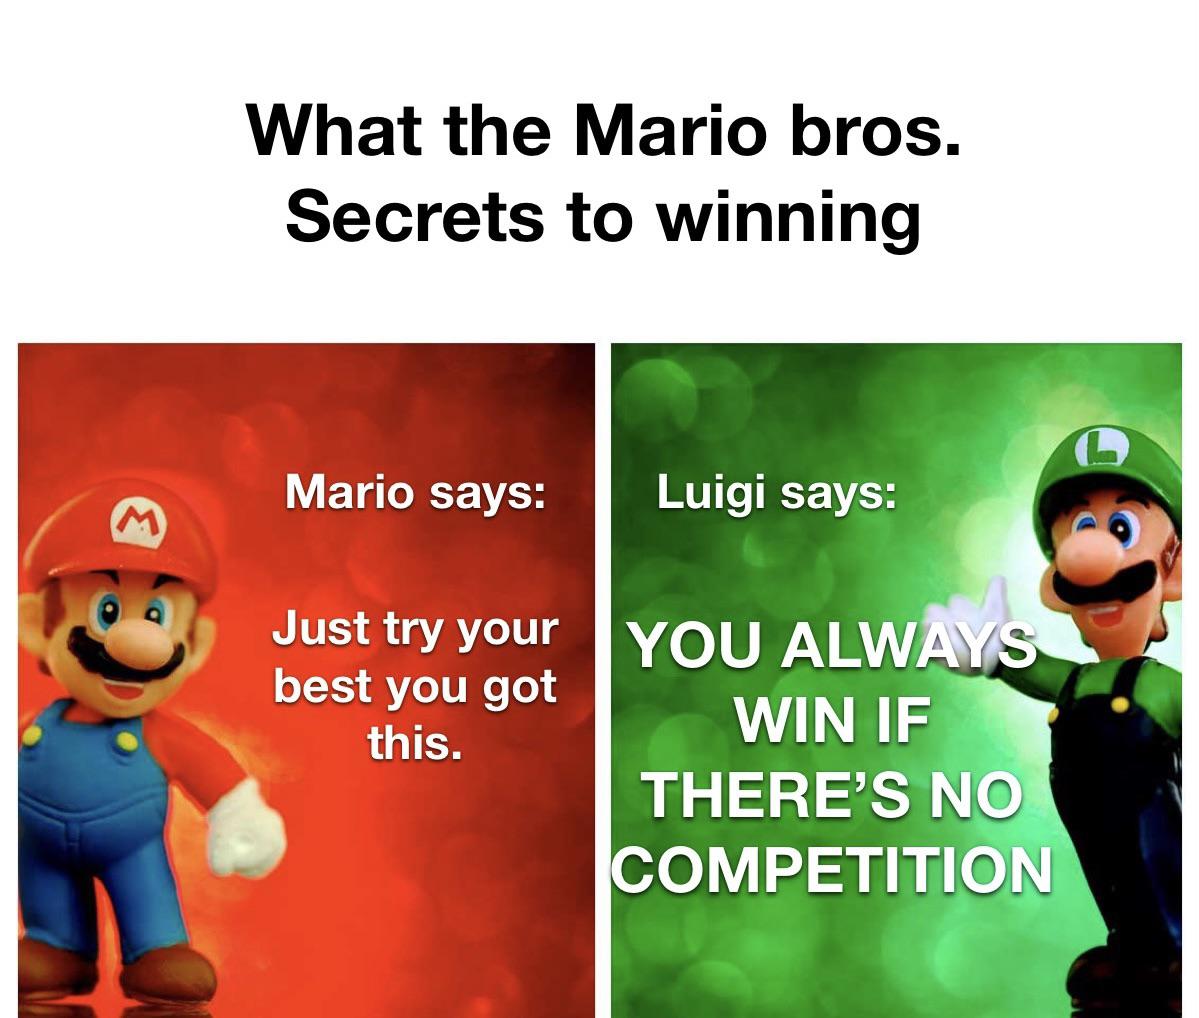 What the Mario bros.
Secrets to winning
Mario says:
Just try your
best you got
this.
Luigi says:
YOU ALWAYS
WIN IF
THERE’S NO
COMPETITION
M
L